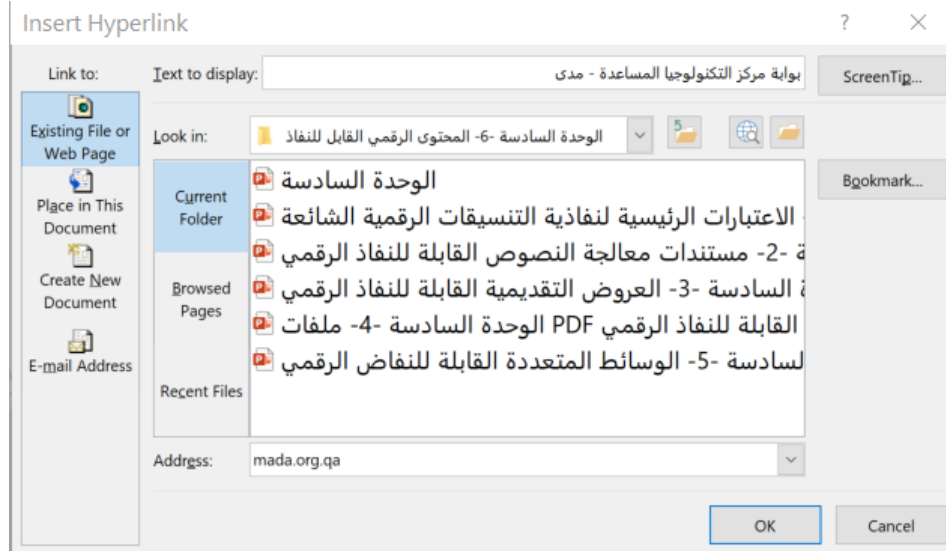 Insert Hyperlink ? ×
Link to:
Text to display: بوابة مركز التكنولوجيا المساعدة - مدى
ScreenTip...
Existing File or
Web Page
Place in This
Document
Create New
Document
E-mail Address
Look in: الوحدة السادسة -6- المحتوى الرقمي القابل للنفاذ
Current
Folder
Browsed
Pages
Recent Files
الوحدة السادسة
الاعتبارات الرئيسية لنفاذية التنسيقات الرقمية الشائعة
ة -2- مستندات معالجة النصوص القابلة للنفاذ الرقمي
ة السادسة -3- العروض التقديمية القابلة للنفاذ الرقمي
القابلة للنفاذ الرقمي PDF الوحدة السادسة -4- ملفات
لسادسة -5- الوسائط المتعددة القابلة للنفاض الرقمي
Bookmark...
Address: mada.org.qa
OK
Cancel